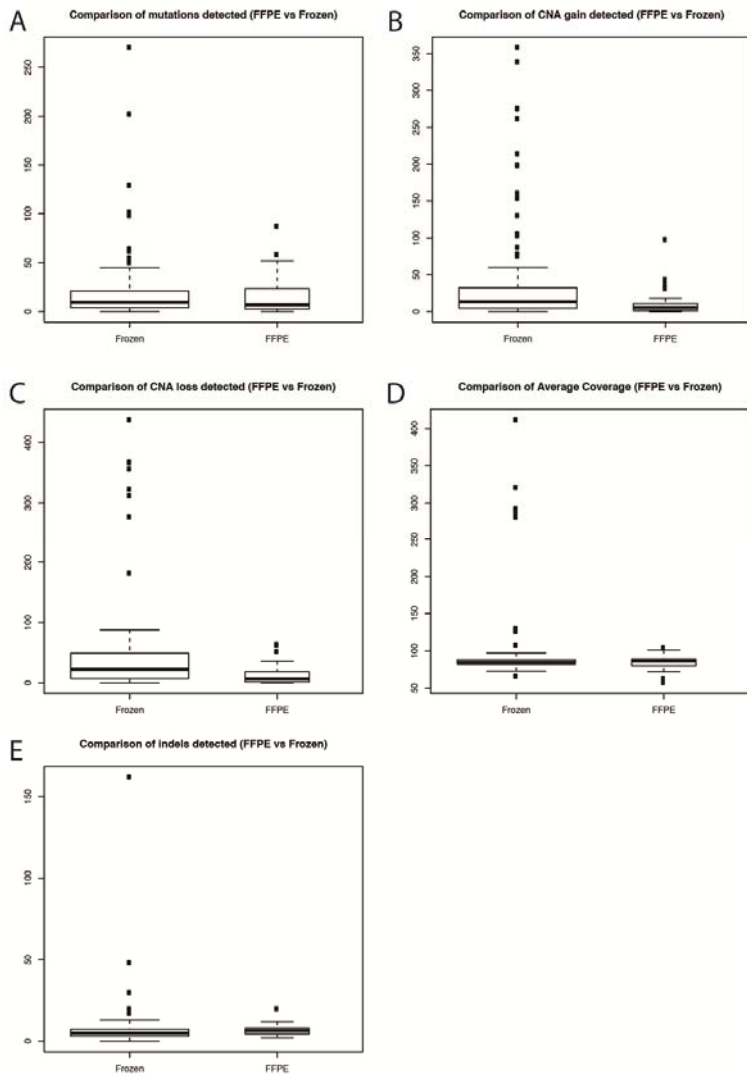 A
Comparison of mutations detected (FFPE vs Frozen)
250
200
150
100
50
0
Frozen
FFPE
B
Comparison of CNA gain detected (FFPE vs Frozen)
350
300
250
200
150
100
50
0
Frozen
FFPE
C
Comparison of CNA loss detected (FFPE vs Frozen)
400
300
200
100
0
Frozen
FFPE
D
Comparison of Average Coverage (FFPE vs Frozen)
400
350
300
250
200
150
100
50
Frozen
FFPE
E
Comparison of indels detected (FFPE vs Frozen)
150
100
50
0
Frozen
FFPE